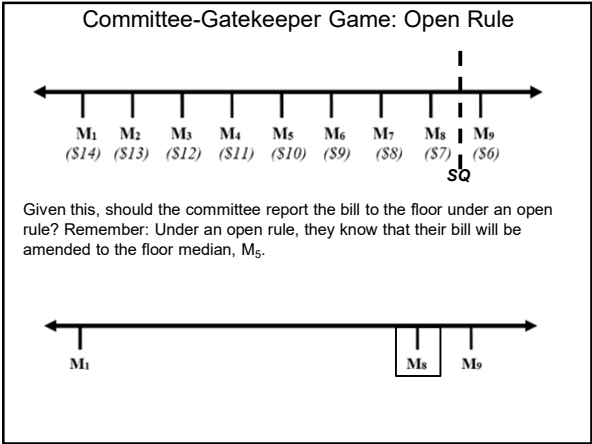 Committee-Gatekeeper Game: Open Rule
M₁ M₂ M₃ M₄ M₅ M₆ M₇ M₈ M₉
($14) ($13) ($12) ($11) ($10) ($9) ($8) ($7) ($6)
SQ
Given this, should the committee report the bill to the floor under an open
rule? Remember: Under an open rule, they know that their bill will be
amended to the floor median, M₅.
M₁ M₈ M₉